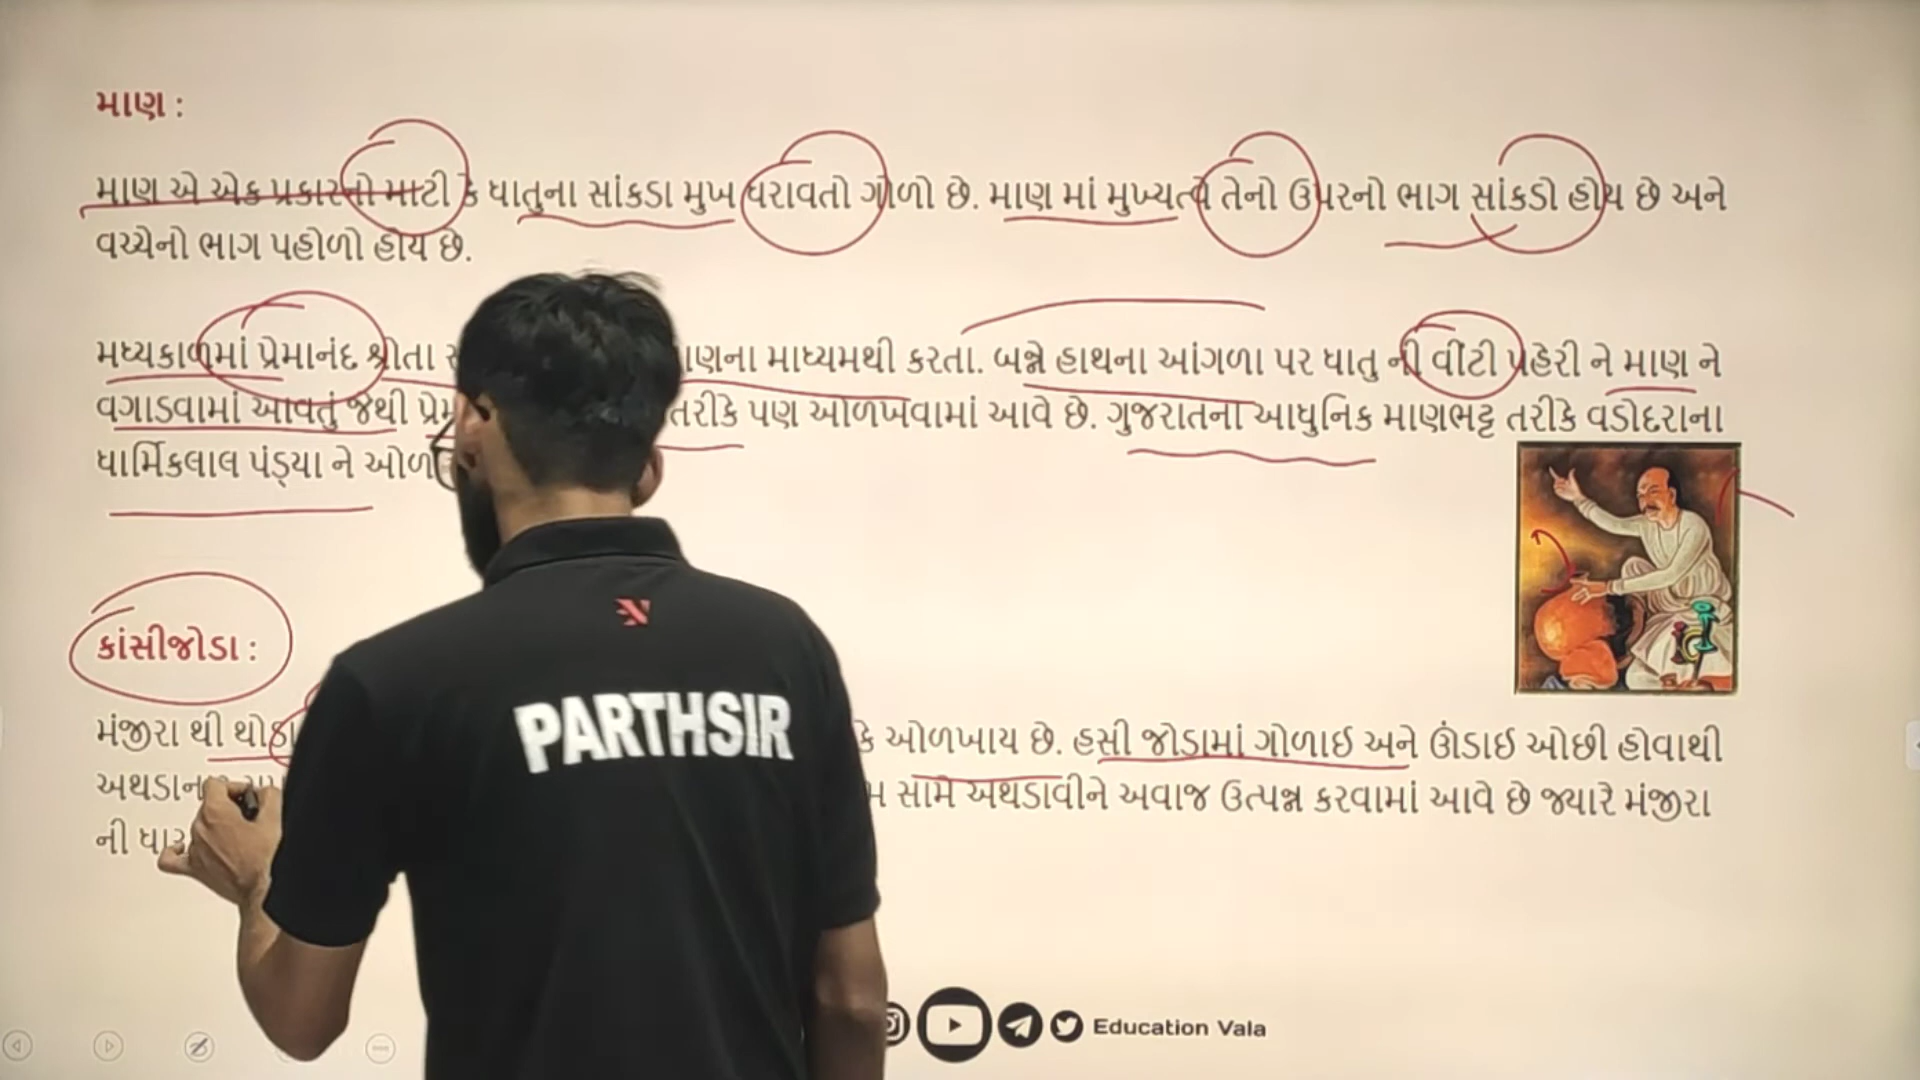 માણ :
માણ એ એક પ્રકારનો માટી કે ધાતુના સાંકડા મુખ ધરાવતો ગોળો છે. માણ માં મુખ્યત્વે તેનો ઉપરનો ભાગ સાંકડો હોય છે અને
વચ્ચેનો ભાગ પહોળો હોય છે.
મધ્યકાળમાં પ્રેમાનંદ શ્રોતા માધ્યમથી કરતા. બન્ને હાથના આંગળા પર ધાતુ ની વીંટી પહેરી ને માણ ને
વગાડવામાં આવતું જેથી તરીકે પણ ઓળખવામાં આવે છે. ગુજરાતના આધુનિક માણભટ્ટ તરીકે વડોદરાના
ધાર્મિકલાલ પંડ્યા ને
કાંસીજોડા :
મંજીરા થી ઓળખાય છે. હસી જોડામાં ગોળાઈ અને ઊંડાઈ ઓછી હોવાથી
સામે અથડાવીને અવાજ ઉત્પન્ન કરવામાં આવે છે જ્યારે મંજીરા
ની
PARTHSIR
Education Vala